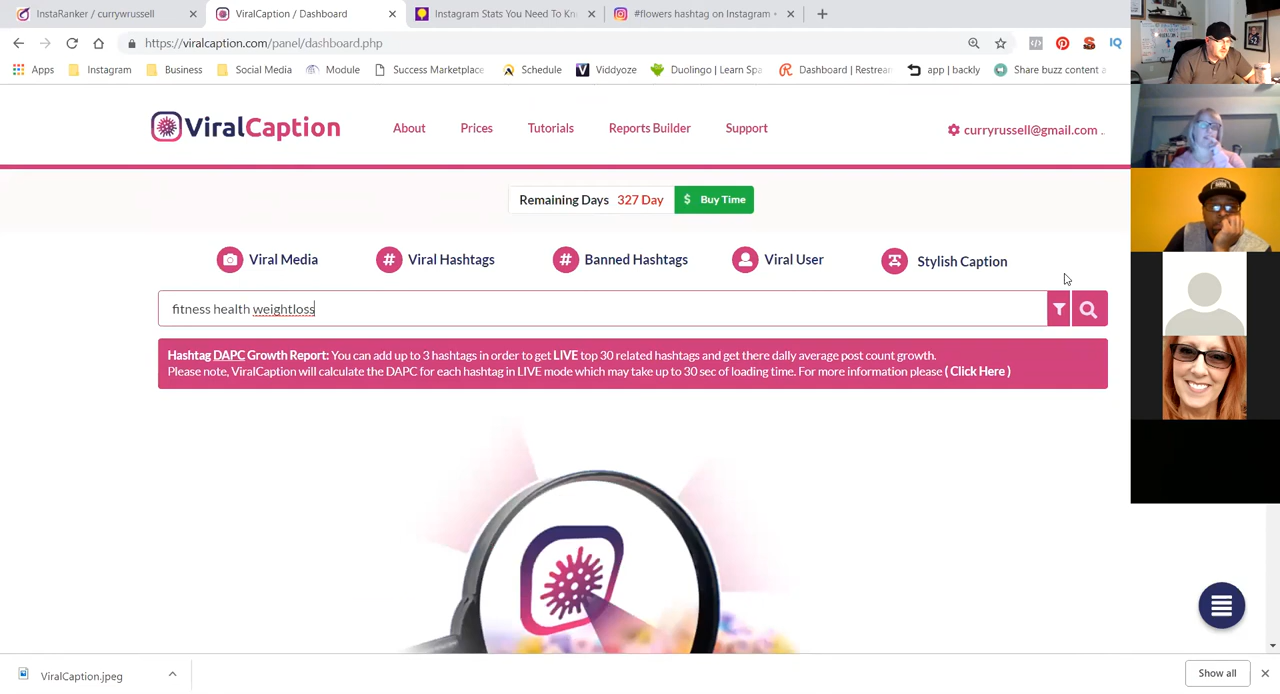 InstaRanker / currywrussell
ViralCaption / Dashboard
Instagram Stats You Need To Kn
#flowers hashtag on Instagram •
https://viralcaption.com/panel/dashboard.php
Apps
Instagram
Business
Social Media
Module
Success Marketplace
Schedule
Viddyoze
Duolingo | Learn Spa
Dashboard | Restrea
app | backly
Share buzz content a
IQ
ViralCaption
About
Prices
Tutorials
Reports Builder
Support
curryrussell@gmail.com ..
Remaining Days 327 Day
$ Buy Time
Viral Media
# Viral Hashtags
# Banned Hashtags
Viral User
Stylish Caption
fitness health weightloss
Hashtag DAPC Growth Report: You can add up to 3 hashtags in order to get LIVE top 30 related hashtags and get there dally average post count growth.
Please note, ViralCaption will calculate the DAPC for each hashtag in LIVE mode which may take up to 30 sec of loading time. For more information please ( Click Here )
ViralCaption.jpeg
Show all